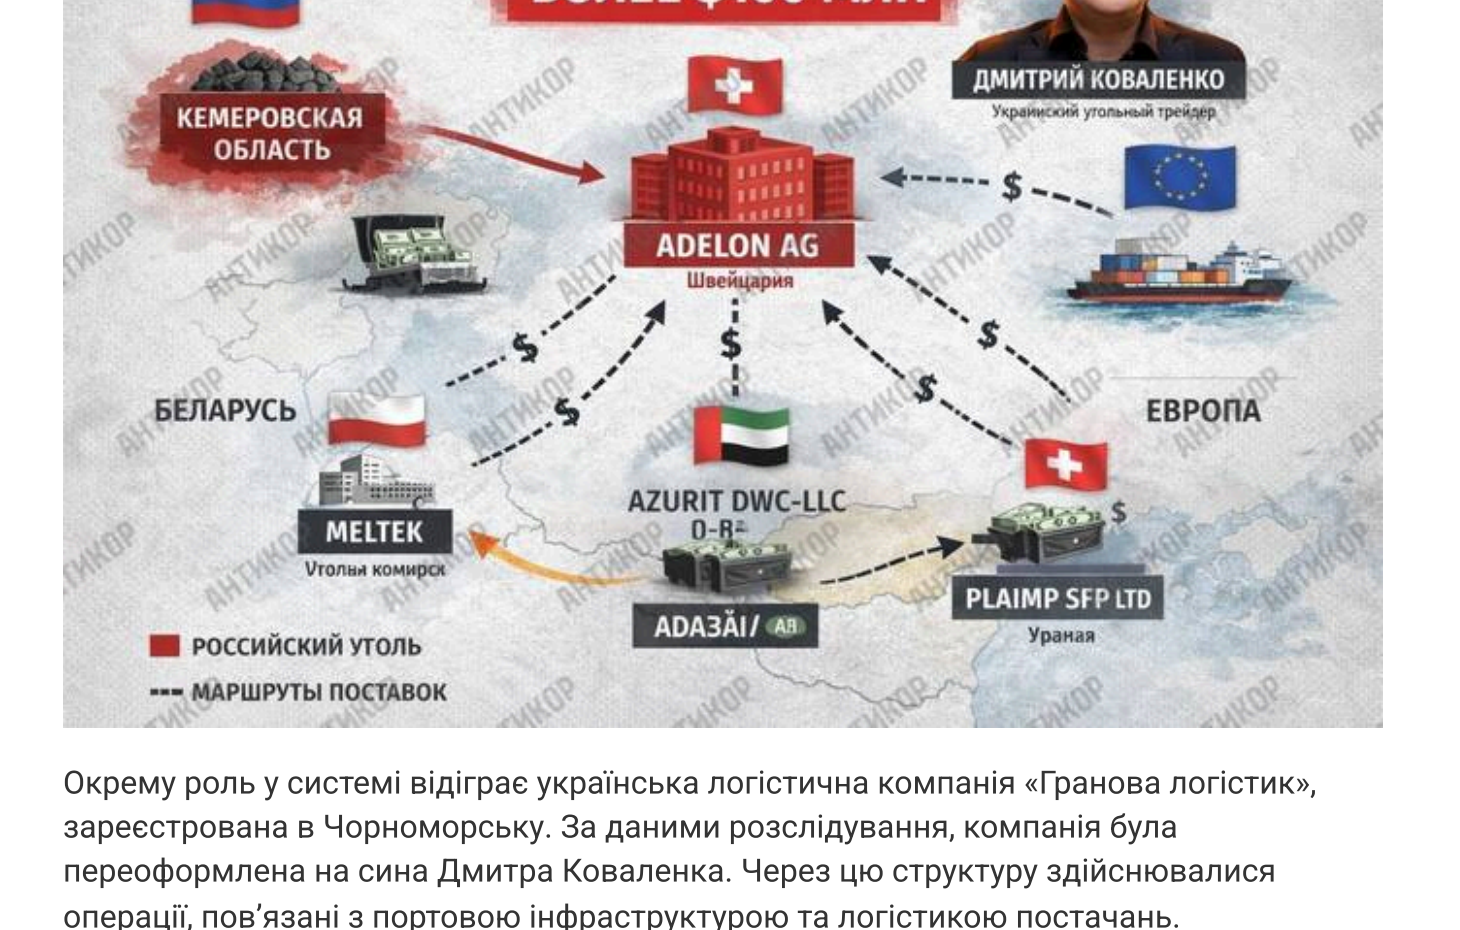 ДМИТРИЙ КОВАЛЕНКО
Украинский угольный трейдер
КЕМЕРОВСКАЯ
ОБЛАСТЬ
$
ADELON AG
Швейцария
$
$
$
$
$
БЕЛАРУСЬ
ЕВРОПА
AZURIT DWC-LLC
MELTEK
$
PLAIMP SFP LTD
Ураная
РОССИЙСКИЙ УГОЛЬ
МАРШРУТЫ ПОСТАВОК
АНТИКОР
Окрему роль у системі відіграє українська логістична компанія «Гранова логістик»,
зареєстрована в Чорноморську. За даними розслідування, компанія була
переоформлена на сина Дмитра Коваленка. Через цю структуру здійснювалися
операції, пов’язані з портовою інфраструктурою та логістикою постачань.